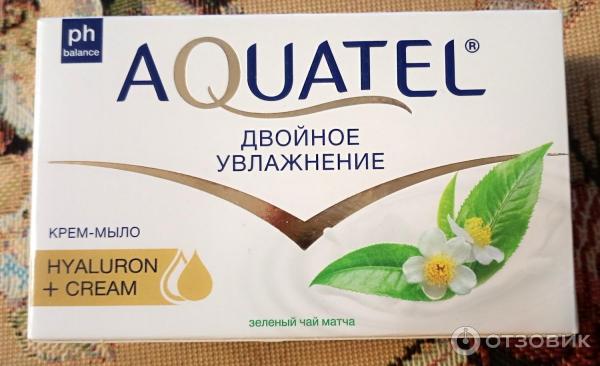 ph
balance
AQUATEL®
ДВОЙНОЕ
УВЛАЖНЕНИЕ
КРЕМ-МЫЛО
HYALURON
+ CREAM
зеленый чай матча
ОТЗОВИК